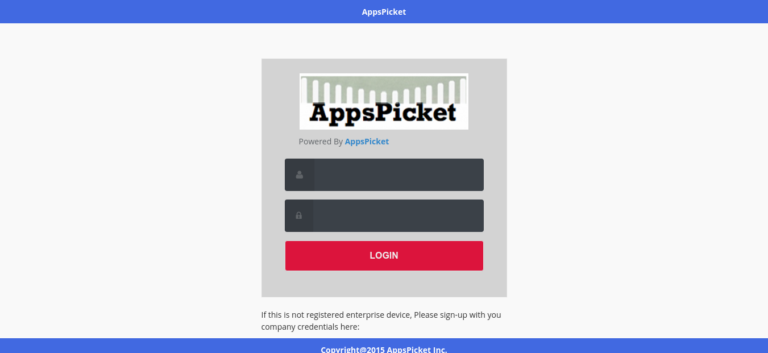 AppsPicket
AppsPicket
Powered By AppsPicket
LOGIN
If this is not registered enterprise device, Please sign-up with you
company credentials here:
Copyright@2015 AppsPicket Inc.